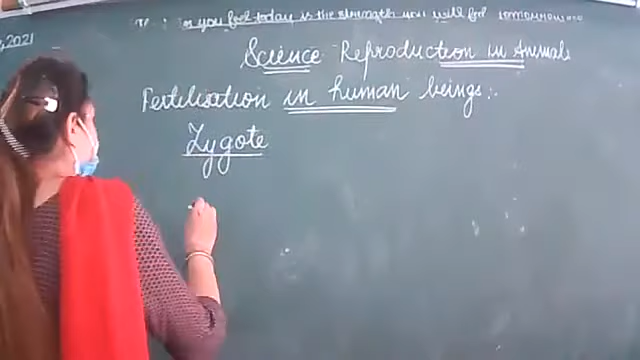 you feel today is the strength you will feel tomorrow...
2021
Science Reproduction in Animals
Fertilisation in human beings:-
Zygote